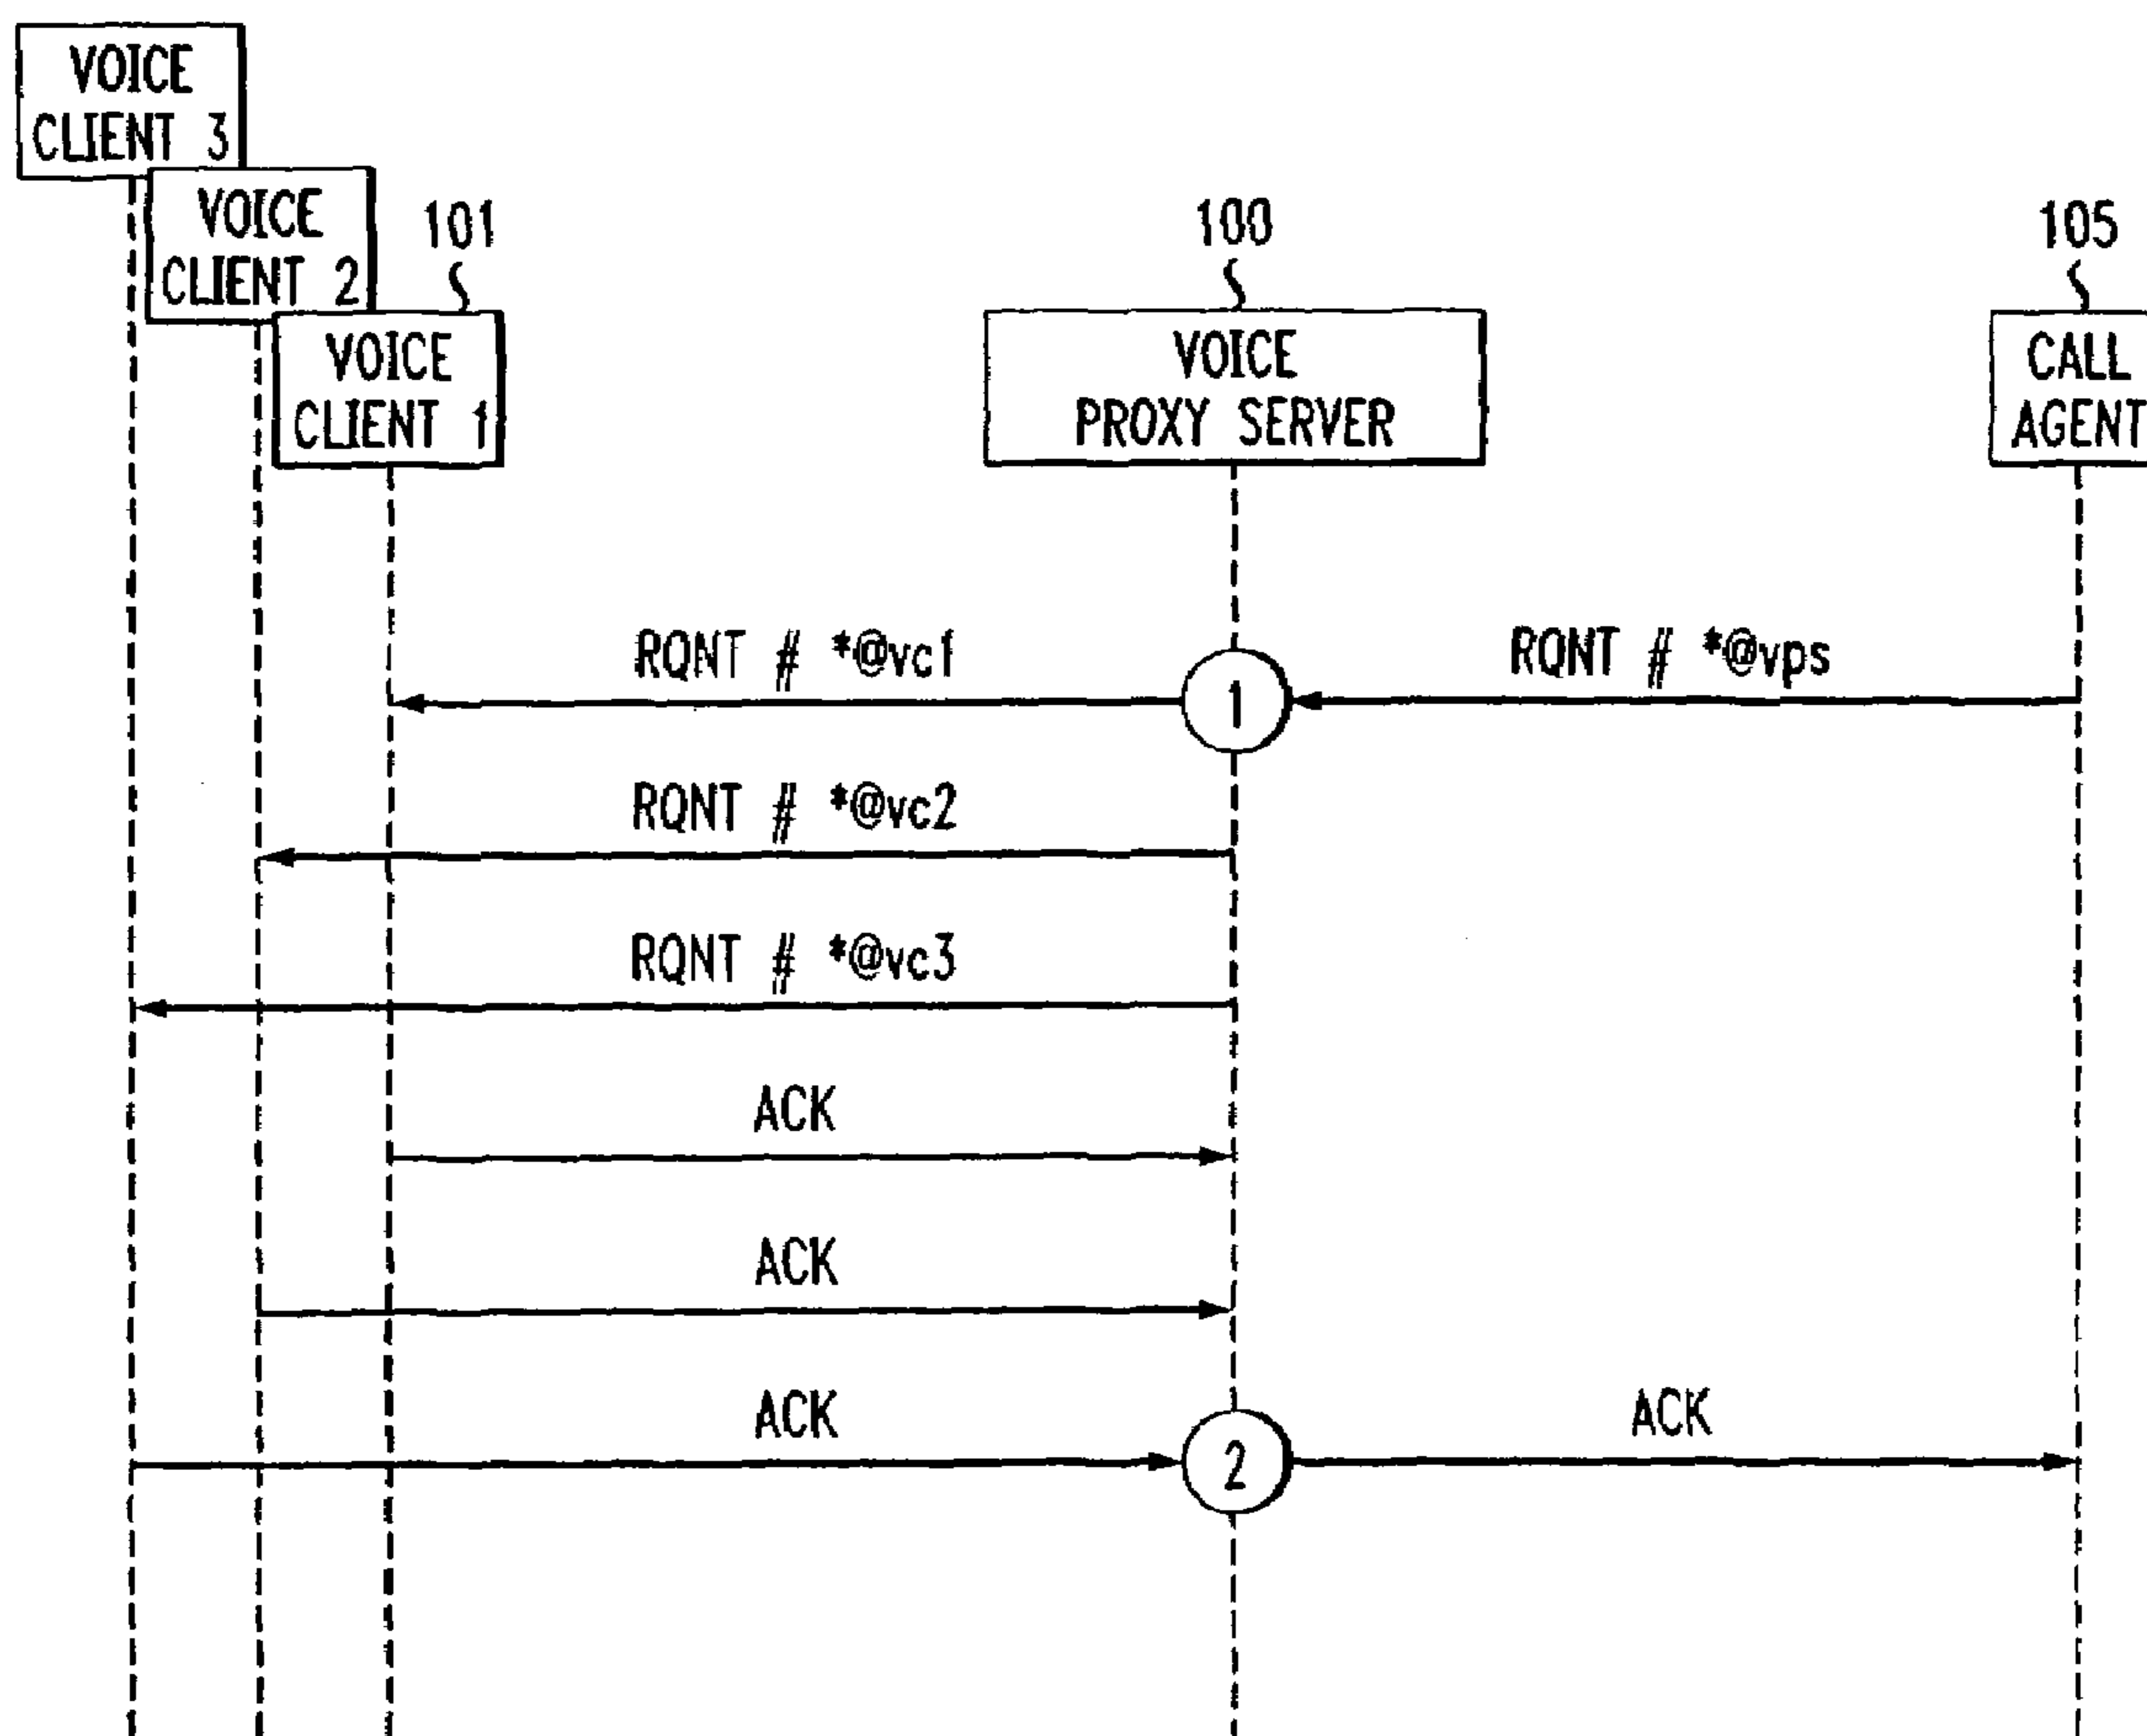 VOICE
CLIENT 3
VOICE
CLIENT 2
101
VOICE
CLIENT 1
100
VOICE
PROXY SERVER
105
CALL
AGENT
RQNT # *@vc1
1
RQNT # *@vps
RQNT # *@vc2
RQNT # *@vc3
ACK
ACK
ACK
2
ACK